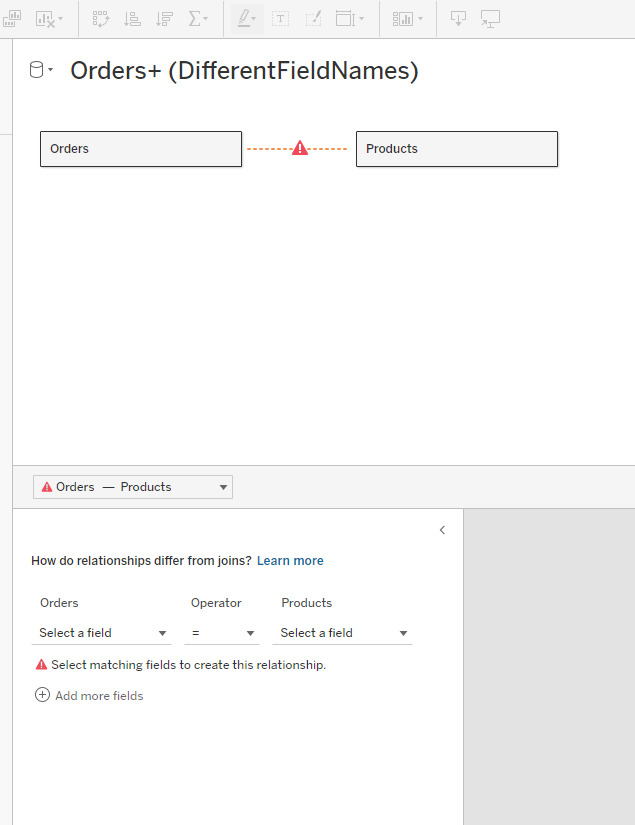 Orders+ (DifferentFieldNames)
Orders
Products
Orders — Products
How do relationships differ from joins? Learn more
Orders Operator Products
Select a field = Select a field
Select matching fields to create this relationship.
Add more fields